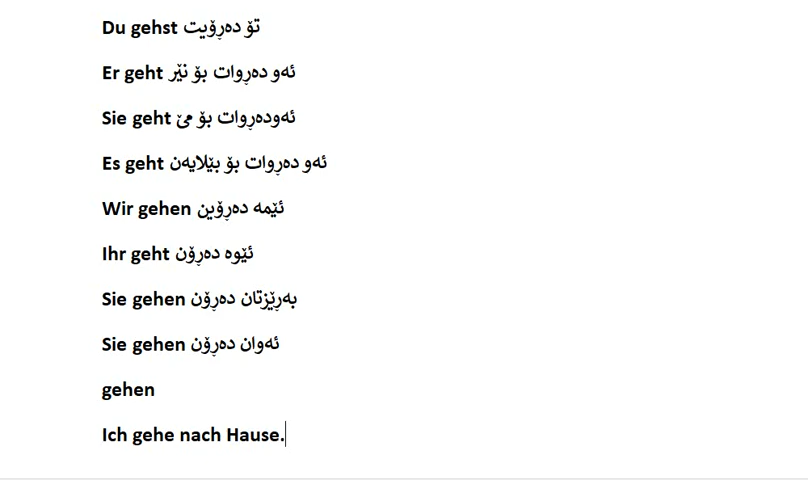 Du gehst تۆ دەڕۆیت
Er geht ئەو دەڕوات بۆ نێر
Sie geht ئەودەڕوات بۆ مێ
Es geht ئەو دەڕوات بۆ بێلایەن
Wir gehen ئێمە دەڕۆین
Ihr geht ئێوە دەڕۆن
Sie gehen بەڕێزتان دەڕۆن
Sie gehen ئەوان دەڕۆن
gehen
Ich gehe nach Hause.